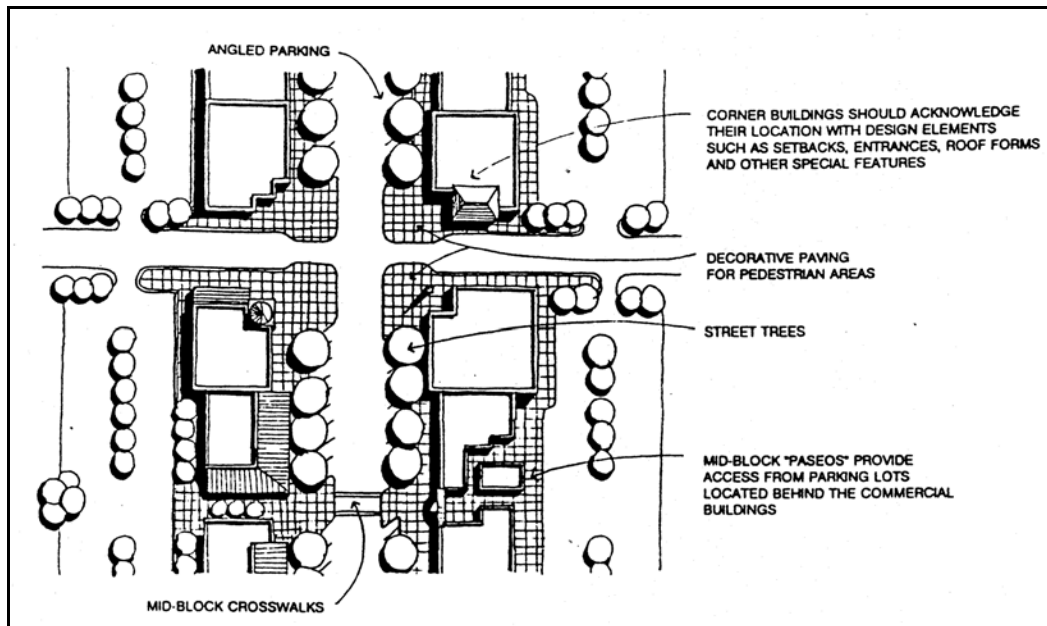 ANGLED PARKING
CORNER BUILDINGS SHOULD ACKNOWLEDGE
THEIR LOCATION WITH DESIGN ELEMENTS
SUCH AS SETBACKS, ENTRANCES, ROOF FORMS
AND OTHER SPECIAL FEATURES
DECORATIVE PAVING
FOR PEDESTRIAN AREAS
STREET TREES
MID-BLOCK "PASEOS" PROVIDE
ACCESS FROM PARKING LOTS
LOCATED BEHIND THE COMMERCIAL
BUILDINGS
MID-BLOCK CROSSWALKS